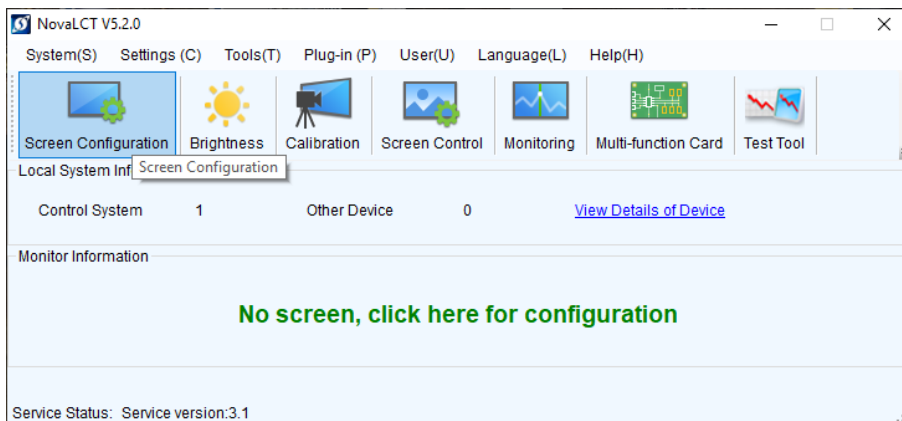 NovaLCT V5.2.0
System(S) Settings (C) Tools(T) Plug-in (P) User(U) Language(L) Help(H)
Screen Configuration Brightness Calibration Screen Control Monitoring Multi-function Card Test Tool
Screen Configuration
Local System
Control System 1 Other Device 0 View Details of Device
Monitor Information
No screen, click here for configuration
Service Status: Service version:3.1